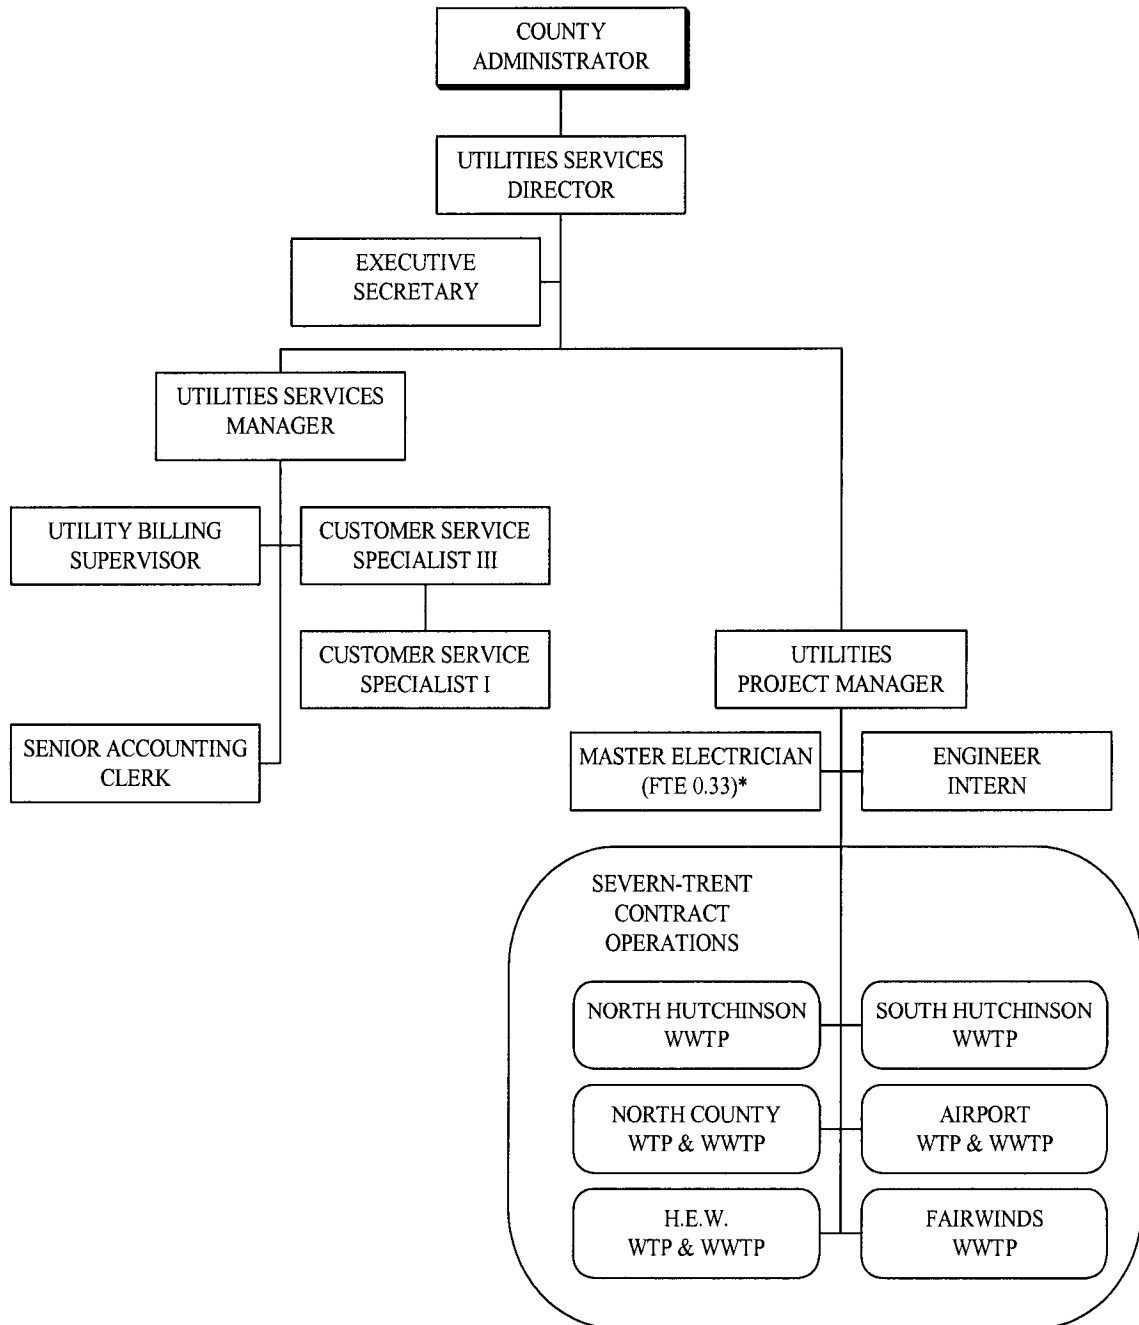 COUNTY
ADMINISTRATOR
UTILITIES SERVICES
DIRECTOR
EXECUTIVE
SECRETARY
UTILITIES SERVICES
MANAGER
UTILITY BILLING
SUPERVISOR
CUSTOMER SERVICE
SPECIALIST III
CUSTOMER SERVICE
SPECIALIST I
SENIOR ACCOUNTING
CLERK
UTILITIES
PROJECT MANAGER
MASTER ELECTRICIAN
(FTE 0.33)*
ENGINEER
INTERN
SEVERN-TRENT
CONTRACT
OPERATIONS
NORTH HUTCHINSON
WWTP
SOUTH HUTCHINSON
WWTP
NORTH COUNTY
WTP & WWTP
AIRPORT
WTP & WWTP
H.E.W.
WTP & WWTP
FAIRWINDS
WWTP